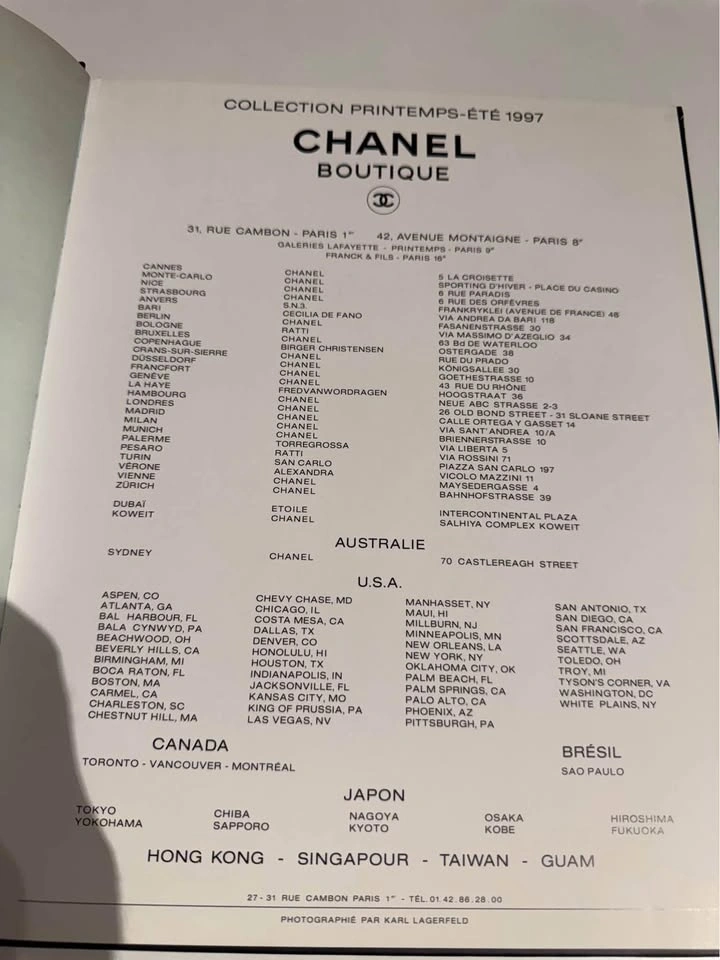 COLLECTION PRINTEMPS-ÉTÉ 1997
CHANEL
BOUTIQUE
31, RUE CAMBON - PARIS 1er 42, AVENUE MONTAIGNE - PARIS 8e
GALERIES LAFAYETTE - PRINTEMPS - PARIS 9e
FRANCK & FILS - PARIS 16e
CANNES CHANEL 5 LA CROISETTE
MONTE-CARLO CHANEL SPORTING D'HIVER - PLACE DU CASINO
NICE CHANEL 6 RUE PARADIS
STRASBOURG CHANEL 6 RUE DES ORFÈVRES
ANVERS S.N.3. FRANKRYKLEI (AVENUE DE FRANCE) 46
BARI CECILIA DE FANO VIA ANDREA DA BARI 118
BERLIN CHANEL FASANENSTRASSE 30
BOLOGNE RATTI VIA MASSIMO D'AZEGLIO 34
BRUXELLES CHANEL 63 Bd DE WATERLOO
COPENHAGUE BIRGER CHRISTENSEN OSTERGADE 38
CRANS-SUR-SIERRE CHANEL RUE DU PRADO
DÜSSELDORF CHANEL KÖNIGSALLEE 30
FRANCFORT CHANEL GOETHESTRASSE 10
GENÈVE CHANEL 43 RUE DU RHÔNE
LA HAYE FREDVANWORDRAGEN HOOGSTRAAT 36
HAMBOURG CHANEL NEUE ABC STRASSE 2-3
LONDRES CHANEL 26 OLD BOND STREET - 31 SLOANE STREET
MADRID CHANEL CALLE ORTEGA Y GASSET 14
MILAN CHANEL VIA SANT'ANDREA 10/A
MUNICH CHANEL BRIENNERSTRASSE 10
PALERME TORREGROSSA VIA LIBERTA 5
PESARO RATTI VIA ROSSINI 71
TURIN SAN CARLO PIAZZA SAN CARLO 197
VÉRONE ALEXANDRA VICOLO MAZZINI 11
VIENNE CHANEL MAYSEDERGASSE 4
ZÜRICH CHANEL BAHNHOFSTRASSE 39
DUBAÏ ETOILE INTERCONTINENTAL PLAZA
KOWEIT CHANEL SALHIYA COMPLEX KOWEIT
AUSTRALIE
SYDNEY CHANEL 70 CASTLEREAGH STREET
U.S.A.
ASPEN, CO CHEVY CHASE, MD MANHASSET, NY SAN ANTONIO, TX
ATLANTA, GA CHICAGO, IL MAUI, HI SAN DIEGO, CA
BAL HARBOUR, FL COSTA MESA, CA MILLBURN, NJ SAN FRANCISCO, CA
BALA CYNWYD, PA DALLAS, TX MINNEAPOLIS, MN SCOTTSDALE, AZ
BEACHWOOD, OH DENVER, CO NEW ORLEANS, LA SEATTLE, WA
BEVERLY HILLS, CA HONOLULU, HI NEW YORK, NY TOLEDO, OH
BIRMINGHAM, MI HOUSTON, TX OKLAHOMA CITY, OK TROY, MI
BOCA RATON, FL INDIANAPOLIS, IN PALM BEACH, FL TYSON'S CORNER, VA
BOSTON, MA JACKSONVILLE, FL PALM SPRINGS, CA WASHINGTON, DC
CARMEL, CA KANSAS CITY, MO PALO ALTO, CA WHITE PLAINS, NY
CHARLESTON, SC KING OF PRUSSIA, PA PHOENIX, AZ
CHESTNUT HILL, MA LAS VEGAS, NV PITTSBURGH, PA
CANADA BRÉSIL
TORONTO - VANCOUVER - MONTRÉAL SAO PAULO
JAPON
TOKYO CHIBA NAGOYA OSAKA HIROSHIMA
YOKOHAMA SAPPORO KYOTO KOBE FUKUOKA
HONG KONG - SINGAPOUR - TAIWAN - GUAM
27 - 31 RUE CAMBON PARIS 1er - TÉL. 01.42.86.28.00
PHOTOGRAPHIÉ PAR KARL LAGERFELD